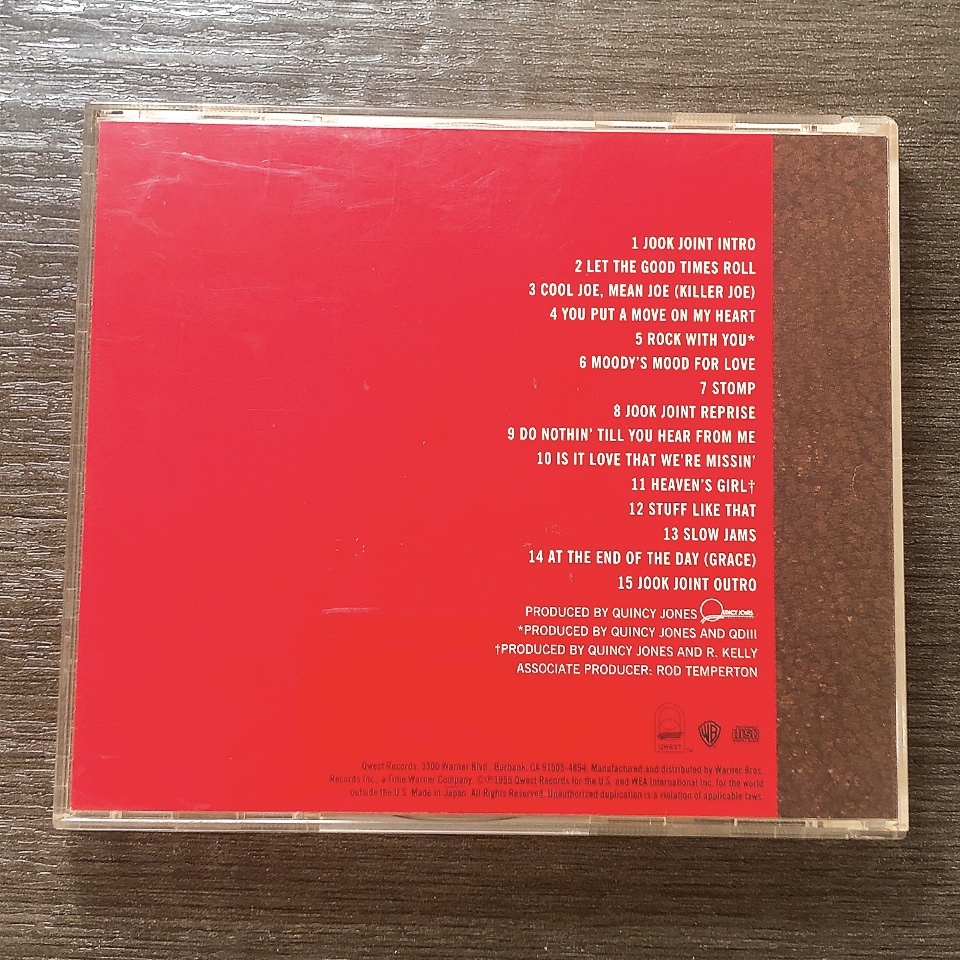 1 JOOK JOINT INTRO
2 LET THE GOOD TIMES ROLL
3 COOL JOE, MEAN JOE (KILLER JOE)
4 YOU PUT A MOVE ON MY HEART
5 ROCK WITH YOU*
6 MOODY'S MOOD FOR LOVE
7 STOMP
8 JOOK JOINT REPRISE
9 DO NOTHIN' TILL YOU HEAR FROM ME
10 IS IT LOVE THAT WE'RE MISSIN'
11 HEAVEN'S GIRL†
12 STUFF LIKE THAT
13 SLOW JAMS
14 AT THE END OF THE DAY (GRACE)
15 JOOK JOINT OUTRO
PRODUCED BY QUINCY JONES QUINCY JONES
*PRODUCED BY QUINCY JONES AND QDIII
†PRODUCED BY QUINCY JONES AND R. KELLY
ASSOCIATE PRODUCER: ROD TEMPERTON
QWEST TM WB disc
Qwest Records, 3300 Warner Blvd., Burbank, CA 91505-4694. Manufactured and distributed by Warner Bros.
Records Inc., a Time Warner Company. ©℗1995 Qwest Records for the U.S. and WEA International Inc. for the world
outside the U.S. Made in Japan. All Rights Reserved. Unauthorized duplication is a violation of applicable laws.